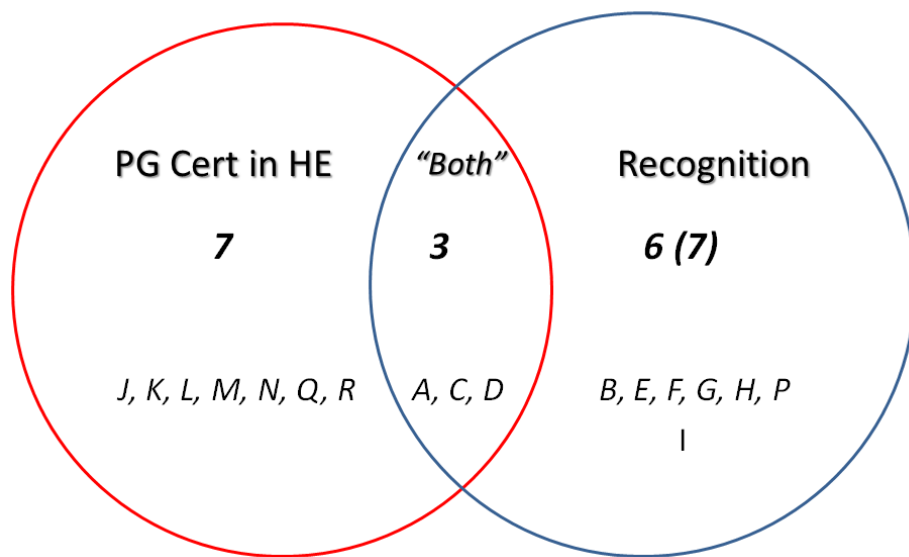 PG Cert in HE
“Both”
Recognition
7
3
6 (7)
J, K, L, M, N, Q, R
A, C, D
B, E, F, G, H, P
I